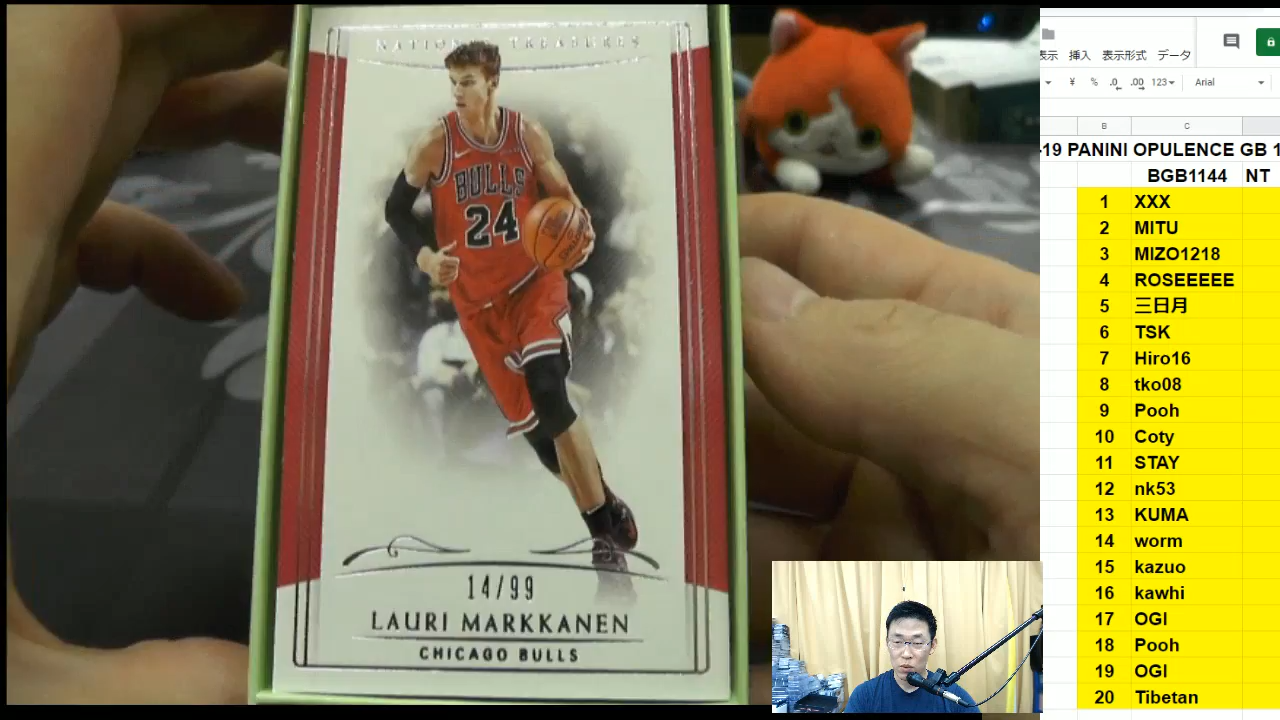 NATIONAL TREASURES
BULLS
24
14/99
LAURI MARKKANEN
CHICAGO BULLS
表示 挿入 表示形式 データ
¥ % .0 .00 123 Arial
B C
-19 PANINI OPULENCE GB 1
BGB1144 NT
1 XXX
2 MITU
3 MIZO1218
4 ROSEEEEE
5 三日月
6 TSK
7 Hiro16
8 tko08
9 Pooh
10 Coty
11 STAY
12 nk53
13 KUMA
14 worm
15 kazuo
16 kawhi
17 OGI
18 Pooh
19 OGI
20 Tibetan